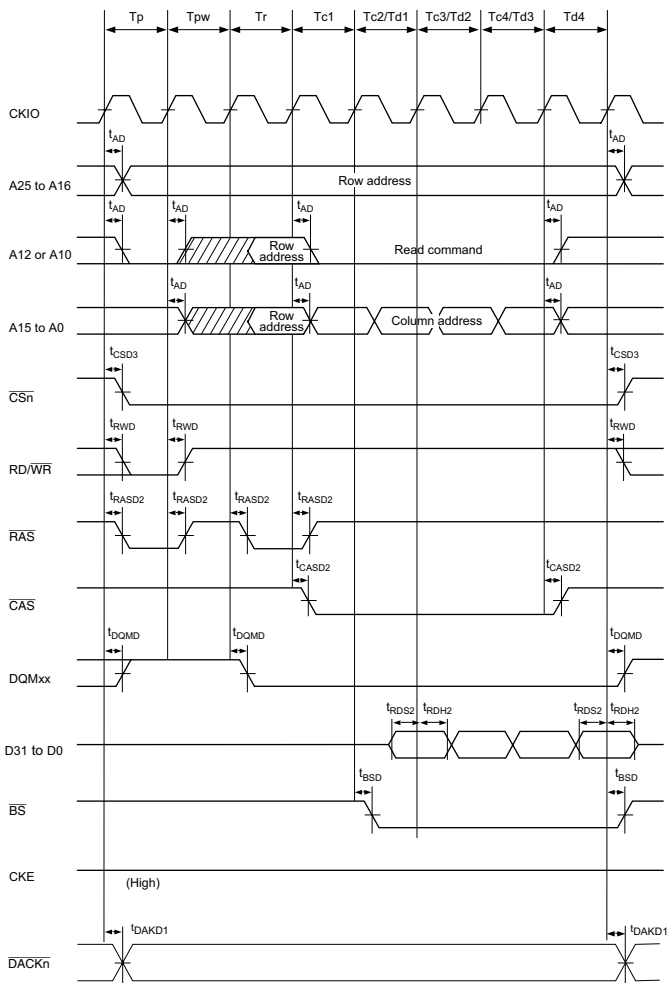 Tp Tpw Tr Tc1 Tc2/Td1 Tc3/Td2 Tc4/Td3 Td4
CKIO
tAD tAD
A25 to A16 Row address
tAD tAD tAD tAD
A12 or A10 Row address Read command
tAD tAD tAD
A15 to A0 Row address Column address
tCSD3 tCSD3
CSn
tRWD tRWD tRWD
RD/WR
tRASD2 tRASD2 tRASD2 tRASD2
RAS
tCASD2 tCASD2
CAS
tDQMD tDQMD tDQMD
DQMxx
tRDS2 tRDH2 tRDS2 tRDH2
D31 to D0
tBSD tBSD
BS
CKE
(High)
tDAKD1 tDAKD1
DACKn